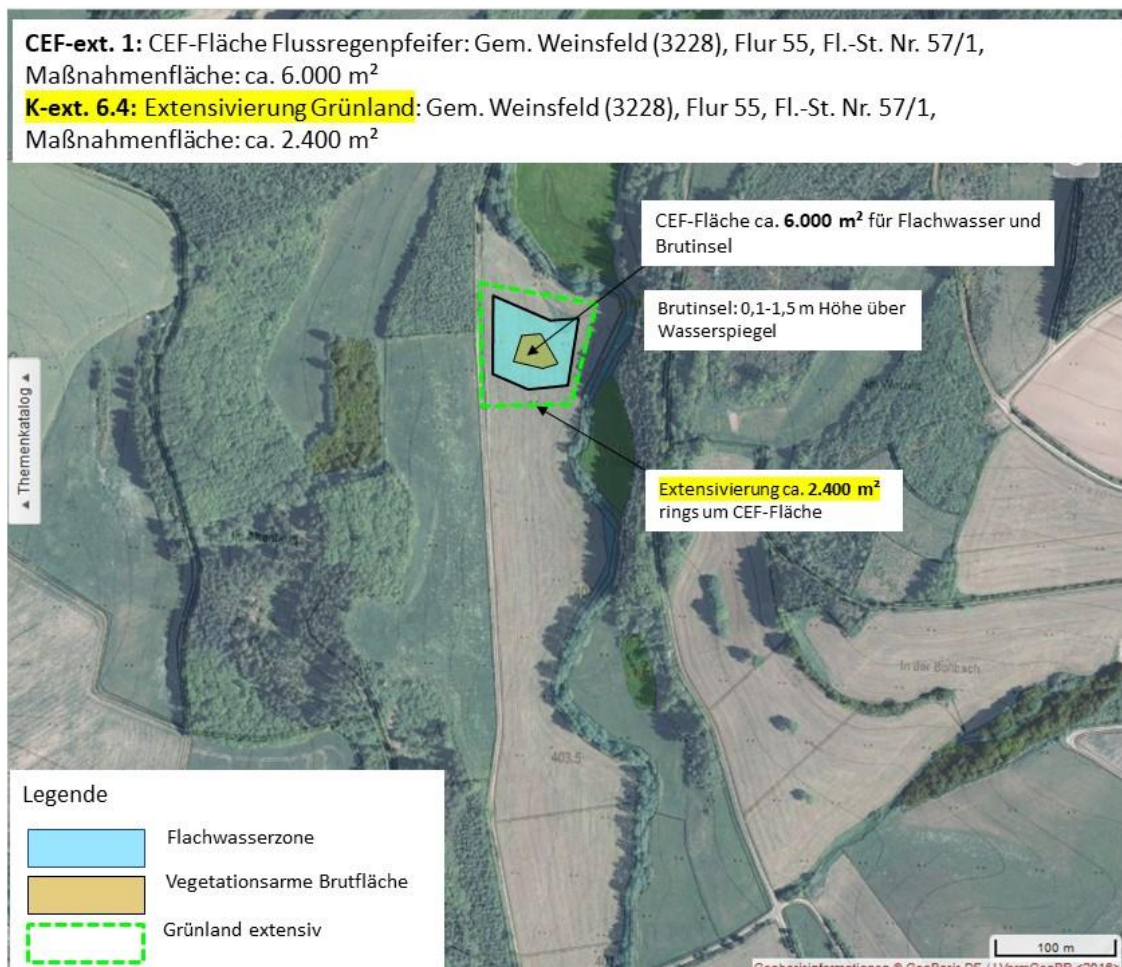 CEF-ext. 1: CEF-Fläche Flussregenpfeifer: Gem. Weinsfeld (3228), Flur 55, Fl.-St. Nr. 57/1,
Maßnahmenfläche: ca. 6.000 m²
K-ext. 6.4: Extensivierung Grünland: Gem. Weinsfeld (3228), Flur 55, Fl.-St. Nr. 57/1,
Maßnahmenfläche: ca. 2.400 m²
CEF-Fläche ca. 6.000 m² für Flachwasser und
Brutinsel
Brutinsel: 0,1-1,5 m Höhe über
Wasserspiegel
▲ Themenkatalog ▲
Extensivierung ca. 2.400 m²
rings um CEF-Fläche
In der Bohbach
403.5
Legende
Flachwasserzone
Vegetationsarme Brutfläche
Grünland extensiv
100 m